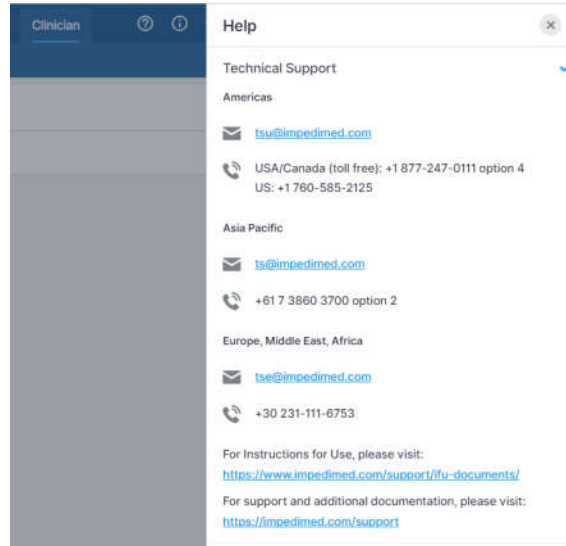 Clinician
Help
Technical Support
Americas
tsu@impedimed.com
USA/Canada (toll free): +1 877-247-0111 option 4
US: +1 760-585-2125
Asia Pacific
ts@impedimed.com
+61 7 3860 3700 option 2
Europe, Middle East, Africa
tse@impedimed.com
+30 231-111-6753
For Instructions for Use, please visit:
https://www.impedimed.com/support/ifu-documents/
For support and additional documentation, please visit:
https://impedimed.com/support